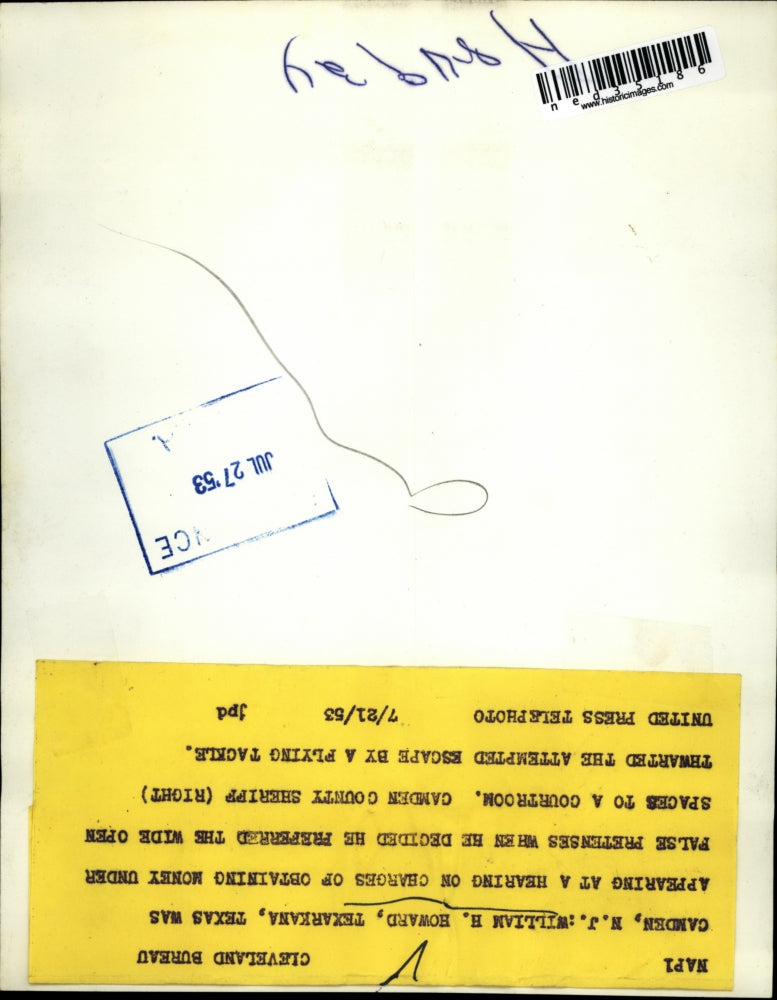 NAP1 CLEVELAND BUREAU
CAMDEN, N.J.:WILLIAM H. HOWARD, TEXARKANA, TEXAS WAS
APPEARING AT A HEARING ON CHARGES OF OBTAINING MONEY UNDER
FALSE PRETENSES WHEN HE DECIDED HE PREFERRED THE WIDE OPEN
SPACES TO A COURTROOM. CAMDEN COUNTY SHERIFF (RIGHT)
THWARTED THE ATTEMPTED ESCAPE BY A FLYING TACKLE.
UNITED PRESS TELEPHOTO 7/21/53 jpd
NCE
JUL 27 '53
ned35186
www.historicimages.com